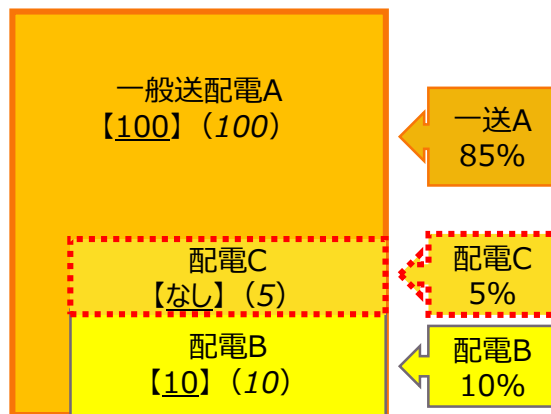 一般送配電A
【100】（100）
一送A
85%
配電C
【なし】（5）
配電C
5%
配電B
【10】（10）
配電B
10%